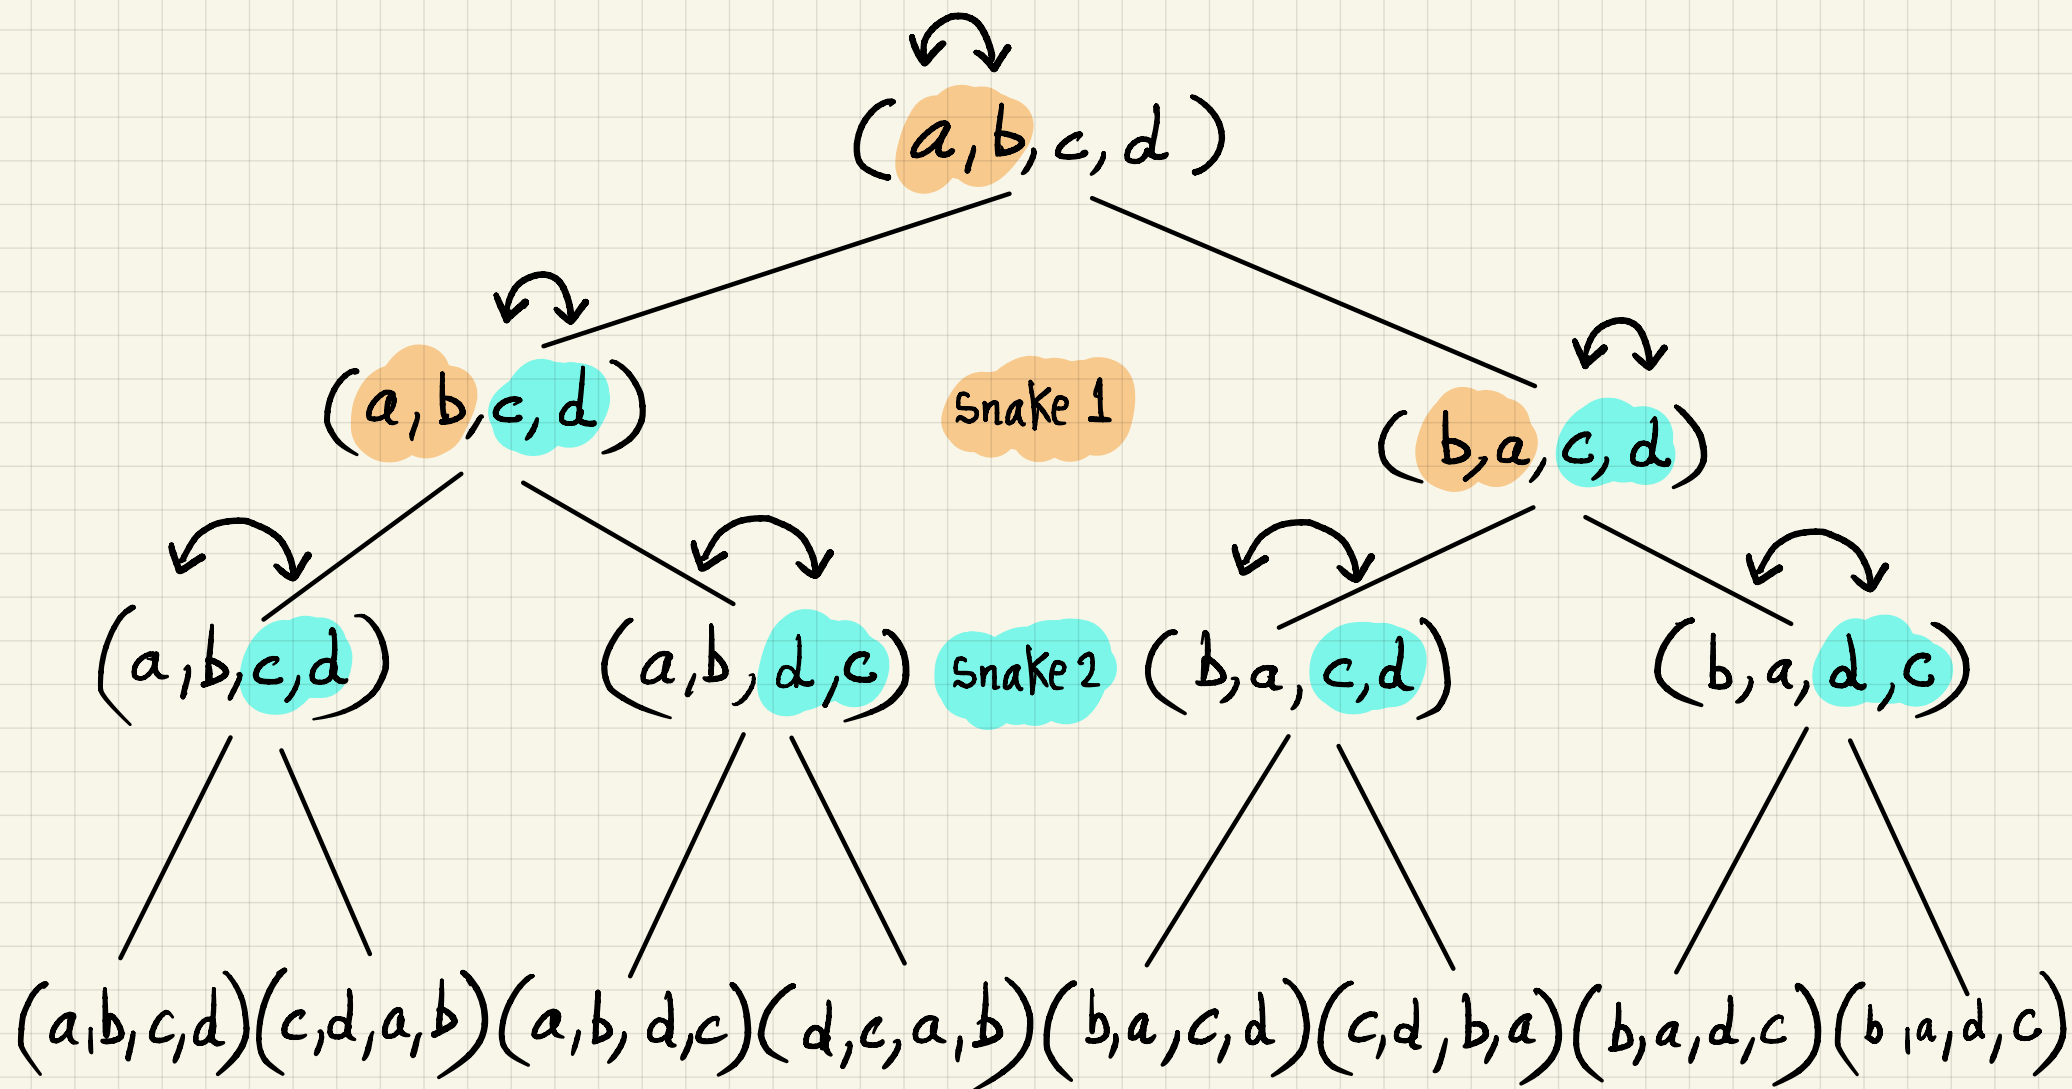 (a,b,c,d)
(a,b,c,d) snake 1 (b,a,c,d)
(a,b,c,d) (a,b,d,c) snake 2 (b,a,c,d) (b,a,d,c)
(a,b,c,d) (c,d,a,b) (a,b,d,c) (d,c,a,b) (b,a,c,d) (c,d,b,a) (b,a,d,c) (b,a,d,c)